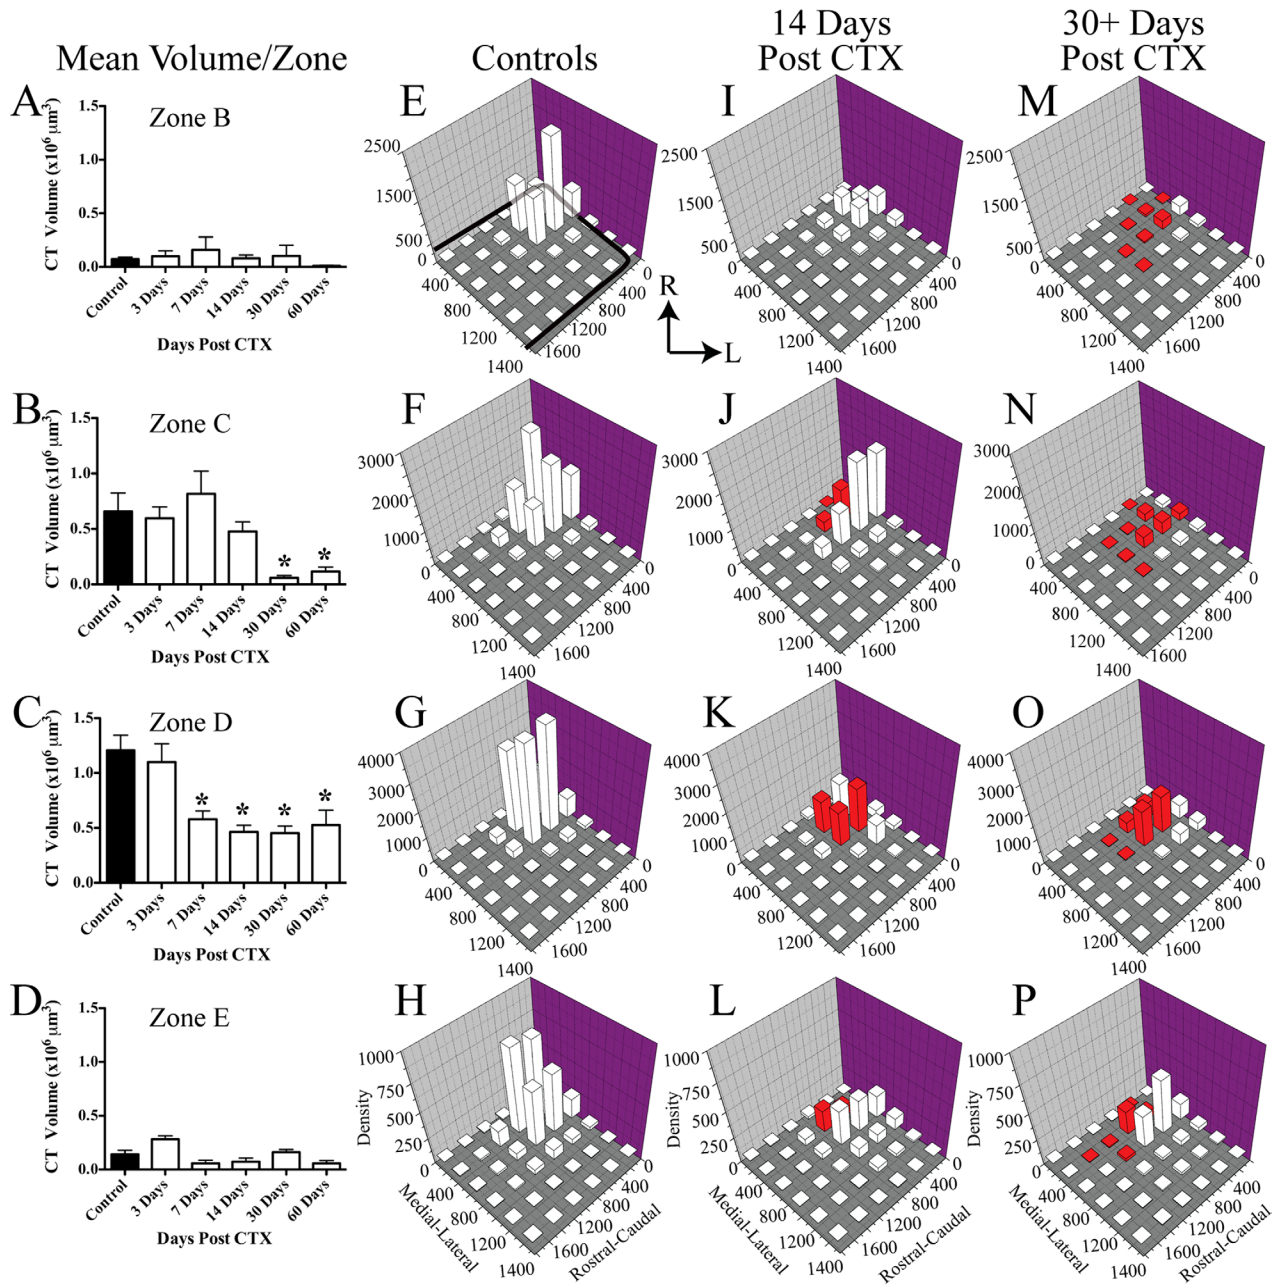 Mean Volume/Zone
Controls
14 Days
Post CTX
30+ Days
Post CTX
A
Zone B
CT Volume (x10⁶ μm³)
1.5
1.0
0.5
0.0
Control
3 Days
7 Days
14 Days
30 Days
60 Days
Days Post CTX
E
2500
1500
500
0
400
800
1200
1400
1600
1200
800
400
0
R
L
I
2500
1500
500
0
400
800
1200
1400
1600
1200
800
400
0
M
2500
1500
500
0
400
800
1200
1400
1600
1200
800
400
0
B
Zone C
CT Volume (x10⁶ μm³)
1.5
1.0
0.5
0.0
* *
Control
3 Days
7 Days
14 Days
30 Days
60 Days
Days Post CTX
F
3000
2000
1000
0
400
800
1200
1400
1600
1200
800
400
0
J
3000
2000
1000
0
400
800
1200
1400
1600
1200
800
400
0
N
3000
2000
1000
0
400
800
1200
1400
1600
1200
800
400
0
C
Zone D
CT Volume (x10⁶ μm³)
1.5
1.0
0.5
0.0
* * * *
Control
3 Days
7 Days
14 Days
30 Days
60 Days
Days Post CTX
G
4000
3000
2000
1000
0
400
800
1200
1400
1600
1200
800
400
0
K
4000
3000
2000
1000
0
400
800
1200
1400
1600
1200
800
400
0
O
4000
3000
2000
1000
0
400
800
1200
1400
1600
1200
800
400
0
D
Zone E
CT Volume (x10⁶ μm³)
1.5
1.0
0.5
0.0
Control
3 Days
7 Days
14 Days
30 Days
60 Days
Days Post CTX
H
1000
750
500
250
0
Density
400
800
1200
1400
Medial-Lateral
1600
1200
800
400
0
Rostral-Caudal
L
1000
750
500
250
0
Density
400
800
1200
1400
Medial-Lateral
1600
1200
800
400
0
Rostral-Caudal
P
1000
750
500
250
0
Density
400
800
1200
1400
Medial-Lateral
1600
1200
800
400
0
Rostral-Caudal